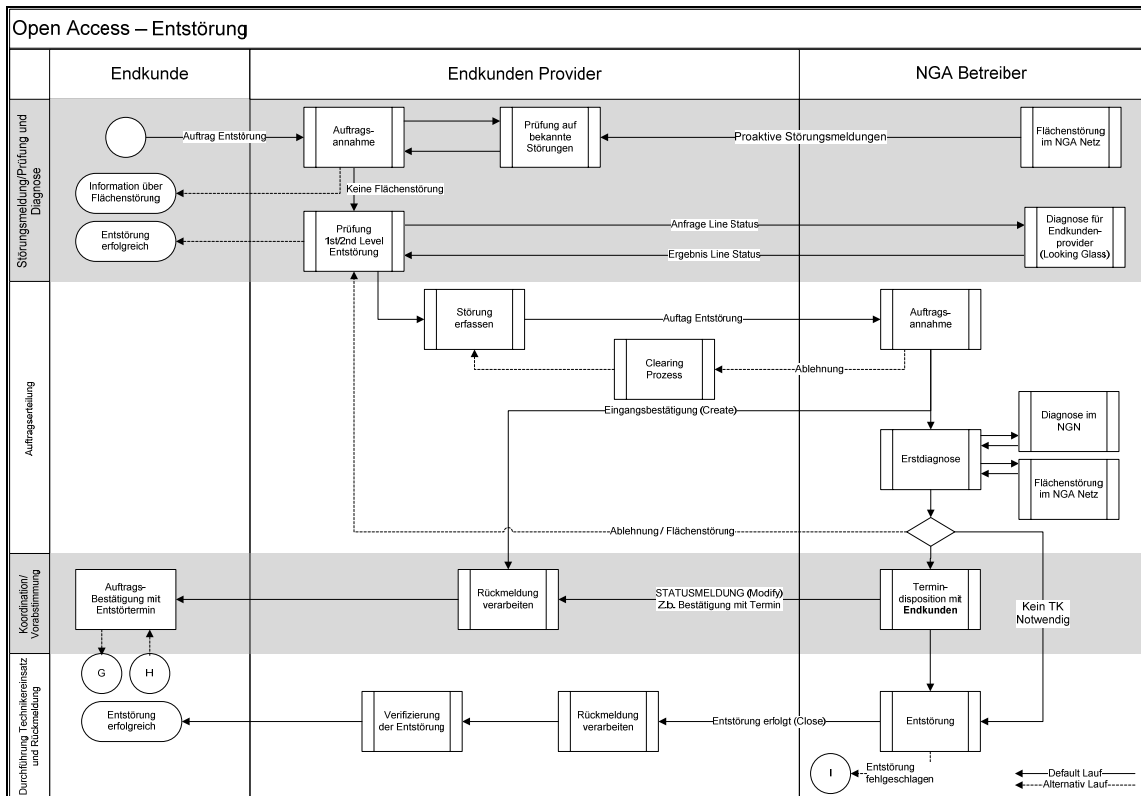 Open Access – Entstörung
Endkunde
Endkunden Provider
NGA Betreiber
Störungsmeldung/Prüfung und
Diagnose
Auftrag Entstörung
Auftrags-
annahme
Prüfung auf
bekannte
Störungen
Proaktive Störungsmeldungen
Flächenstörung
im NGA Netz
Information über
Flächenstörung
Keine Flächenstörung
Entstörung
erfolgreich
Prüfung
1st/2nd Level
Entstörung
Anfrage Line Status
Ergebnis Line Status
Diagnose für
Endkunden-
provider
(Looking Glass)
Auftragserteilung
Störung
erfassen
Auftag Entstörung
Auftrags-
annahme
Clearing
Prozess
Ablehnung
Eingangsbestätigung (Create)
Diagnose im
NGN
Erstdiagnose
Flächenstörung
im NGA Netz
Ablehnung / Flächenstörung
Koordination/
Vorabstimmung
Auftrags-
Bestätigung mit
Entstörtermin
Rückmeldung
verarbeiten
STATUSMELDUNG (Modify)
Z.b. Bestätigung mit Termin
Termin-
disposition mit
Endkunden
Kein TK
Notwendig
G
H
Durchführung Technikereinsatz
und Rückmeldung
Entstörung
erfolgreich
Verifizierung
der Entstörung
Rückmeldung
verarbeiten
Entstörung erfolgt (Close)
Entstörung
I
Entstörung
fehlgeschlagen
Default Lauf
Alternativ Lauf